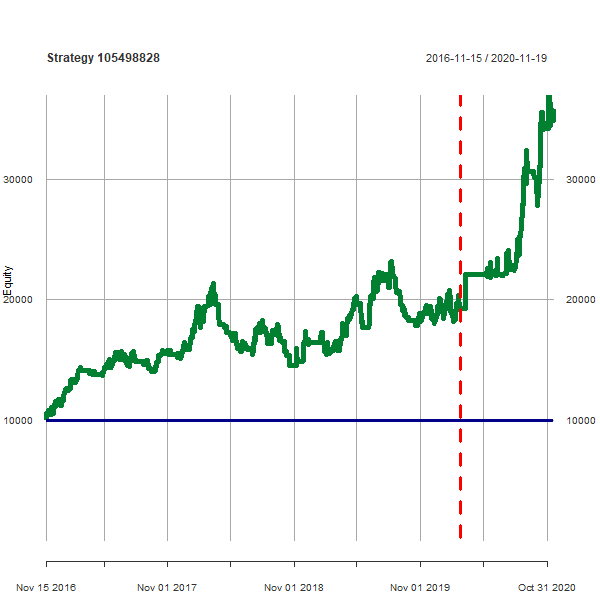 Strategy 105498828
2016-11-15 / 2020-11-19
30000
30000
Equity
20000
20000
10000
10000
Nov 15 2016
Nov 01 2017
Nov 01 2018
Nov 01 2019
Oct 31 2020